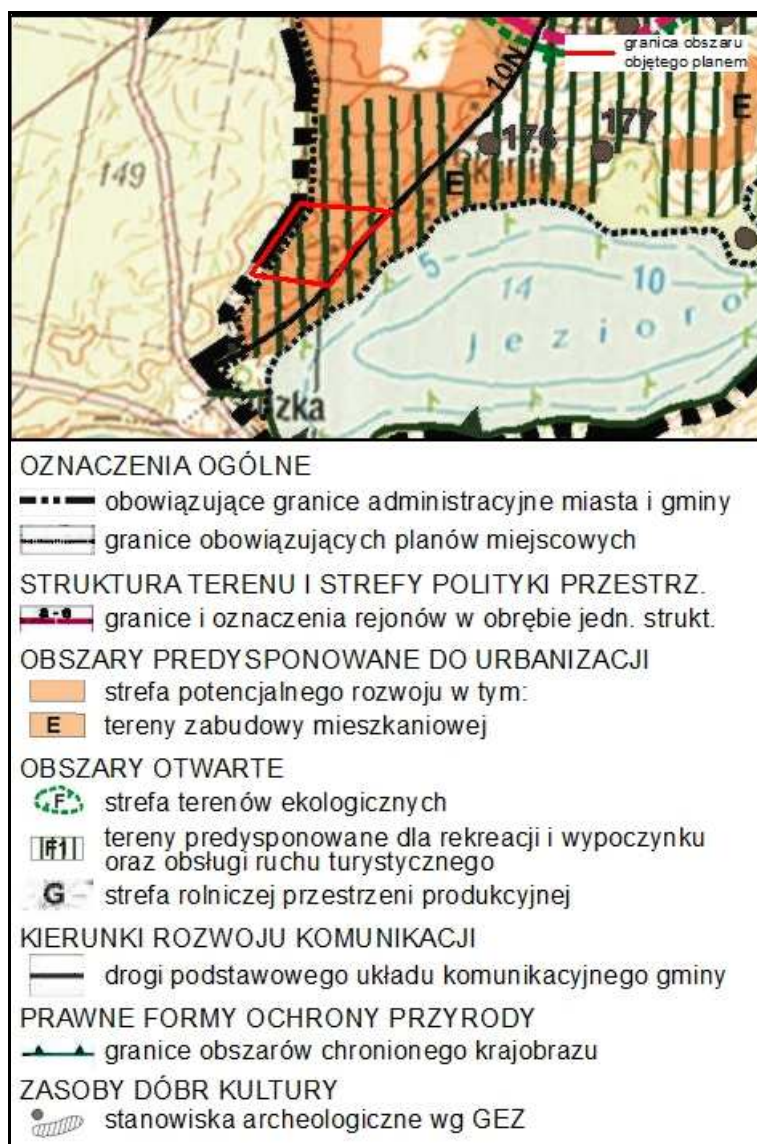 granica obszaru
objętego planem
10N
149
176
177
E
E
5
14
10
Jezioro
OZNACZENIA OGÓLNE
obowiązujące granice administracyjne miasta i gminy
granice obowiązujących planów miejscowych
STRUKTURA TERENU I STREFY POLITYKI PRZESTRZ.
granice i oznaczenia rejonów w obrębie jedn. strukt.
OBSZARY PREDYSPONOWANE DO URBANIZACJI
strefa potencjalnego rozwoju w tym:
E tereny zabudowy mieszkaniowej
OBSZARY OTWARTE
F strefa terenów ekologicznych
F1 tereny predysponowane dla rekreacji i wypoczynku
oraz obsługi ruchu turystycznego
G strefa rolniczej przestrzeni produkcyjnej
KIERUNKI ROZWOJU KOMUNIKACJI
drogi podstawowego układu komunikacyjnego gminy
PRAWNE FORMY OCHRONY PRZYRODY
granice obszarów chronionego krajobrazu
ZASOBY DÓBR KULTURY
stanowiska archeologiczne wg GEZ